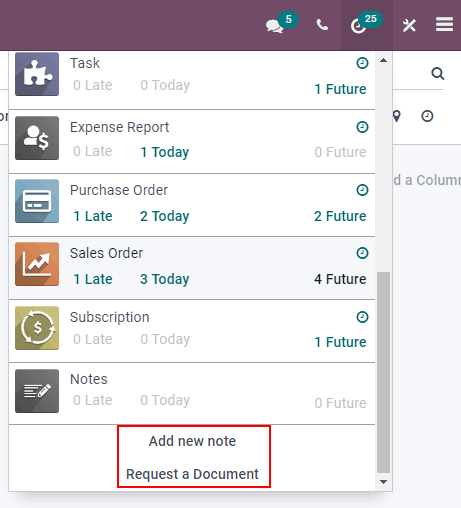 5
25
Task
0 Late 0 Today 1 Future
Expense Report
0 Late 1 Today 0 Future
Purchase Order
1 Late 2 Today 2 Future
Sales Order
1 Late 3 Today 4 Future
Subscription
0 Late 0 Today 1 Future
Notes
0 Late 0 Today 0 Future
Add new note
Request a Document
or
d a Column